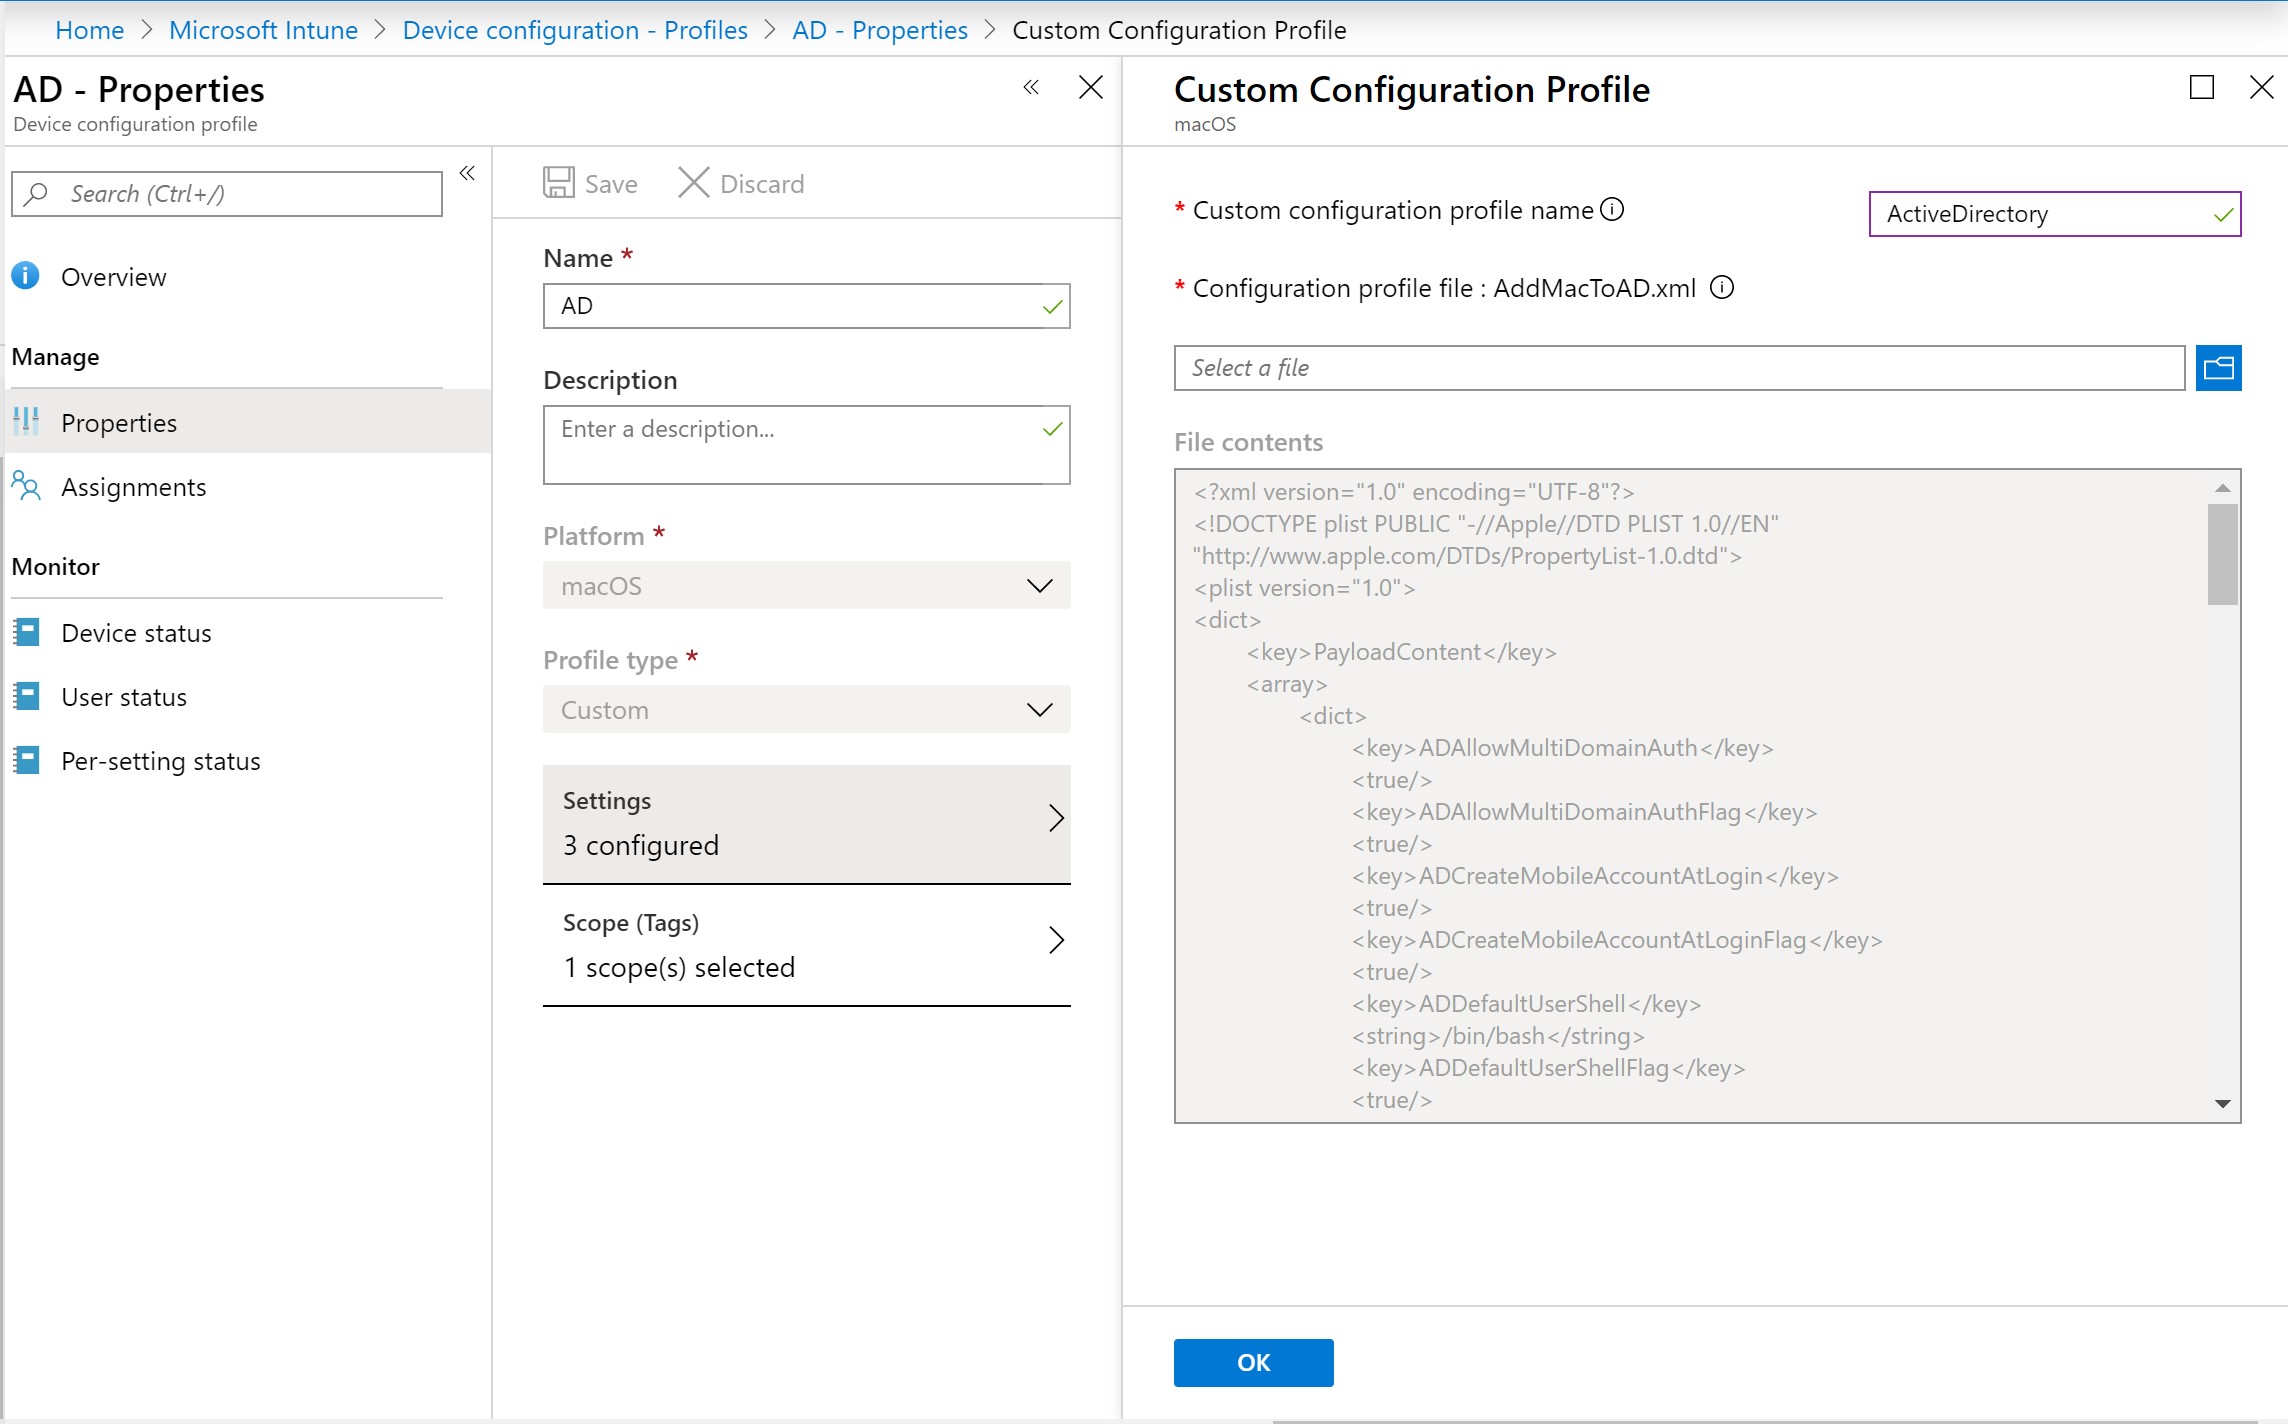 Home > Microsoft Intune > Device configuration - Profiles > AD - Properties > Custom Configuration Profile
AD - Properties
Device configuration profile
Search (Ctrl+/)
Overview
Manage
Properties
Assignments
Monitor
Device status
User status
Per-setting status
Save Discard
Name *
AD
Description
Enter a description...
Platform *
macOS
Profile type *
Custom
Settings
3 configured
Scope (Tags)
1 scope(s) selected
Custom Configuration Profile
macOS
* Custom configuration profile name
ActiveDirectory
* Configuration profile file : AddMacToAD.xml
Select a file
File contents
<?xml version="1.0" encoding="UTF-8"?>
<!DOCTYPE plist PUBLIC "-//Apple//DTD PLIST 1.0//EN"
"http://www.apple.com/DTDs/PropertyList-1.0.dtd">
<plist version="1.0">
<dict>
<key>PayloadContent</key>
<array>
<dict>
<key>ADAllowMultiDomainAuth</key>
<true/>
<key>ADAllowMultiDomainAuthFlag</key>
<true/>
<key>ADCreateMobileAccountAtLogin</key>
<true/>
<key>ADCreateMobileAccountAtLoginFlag</key>
<true/>
<key>ADDefaultUserShell</key>
<string>/bin/bash</string>
<key>ADDefaultUserShellFlag</key>
<true/>
OK